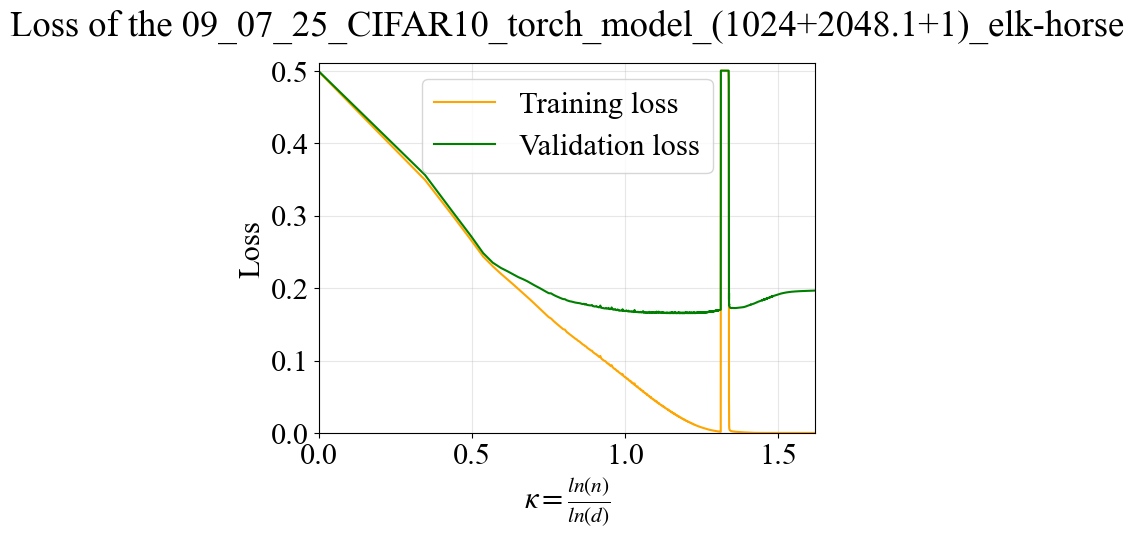 Loss of the 09_07_25_CIFAR10_torch_model_(1024+2048.1+1)_elk-horse
0.5
Training loss
0.4
Validation loss
0.3
Loss
0.2
0.1
0.0
0.0 0.5 1.0 1.5
κ = ln(n)/ln(d)